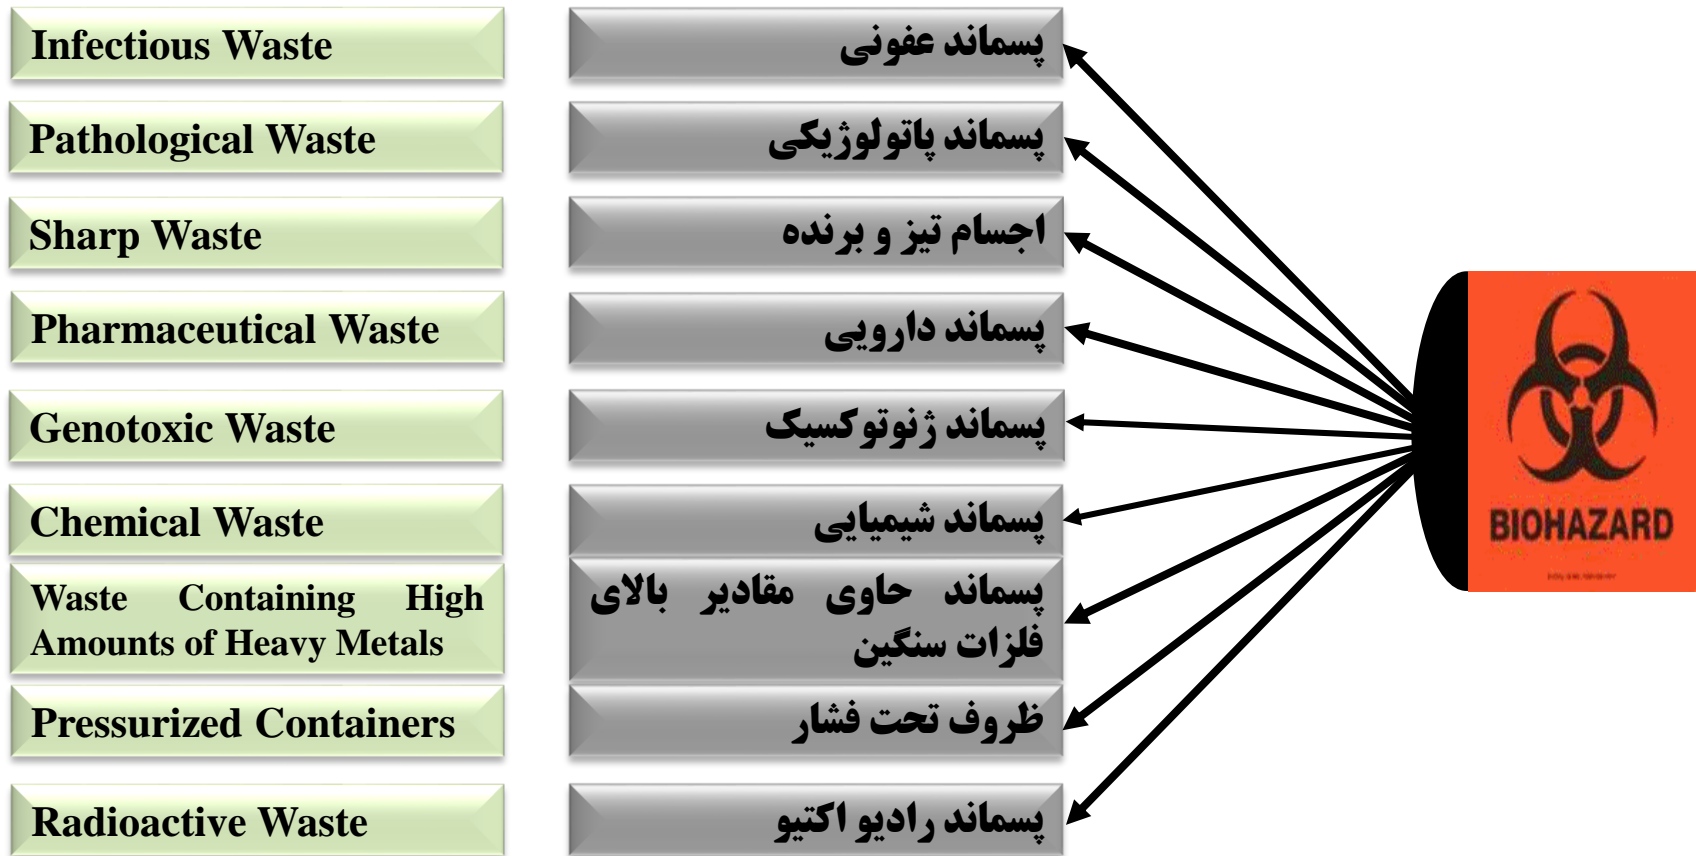 Infectious Waste
پسماند عفونی
Pathological Waste
پسماند پاتولوژیکی
Sharp Waste
اجسام تیز و برنده
Pharmaceutical Waste
پسماند دارویی
Genotoxic Waste
پسماند ژنوتوکسیک
Chemical Waste
پسماند شیمیایی
Waste Containing High
Amounts of Heavy Metals
پسماند حاوی مقادیر بالای
فلزات سنگین
Pressurized Containers
ظروف تحت فشار
Radioactive Waste
پسماند رادیو اکتیو
BIOHAZARD